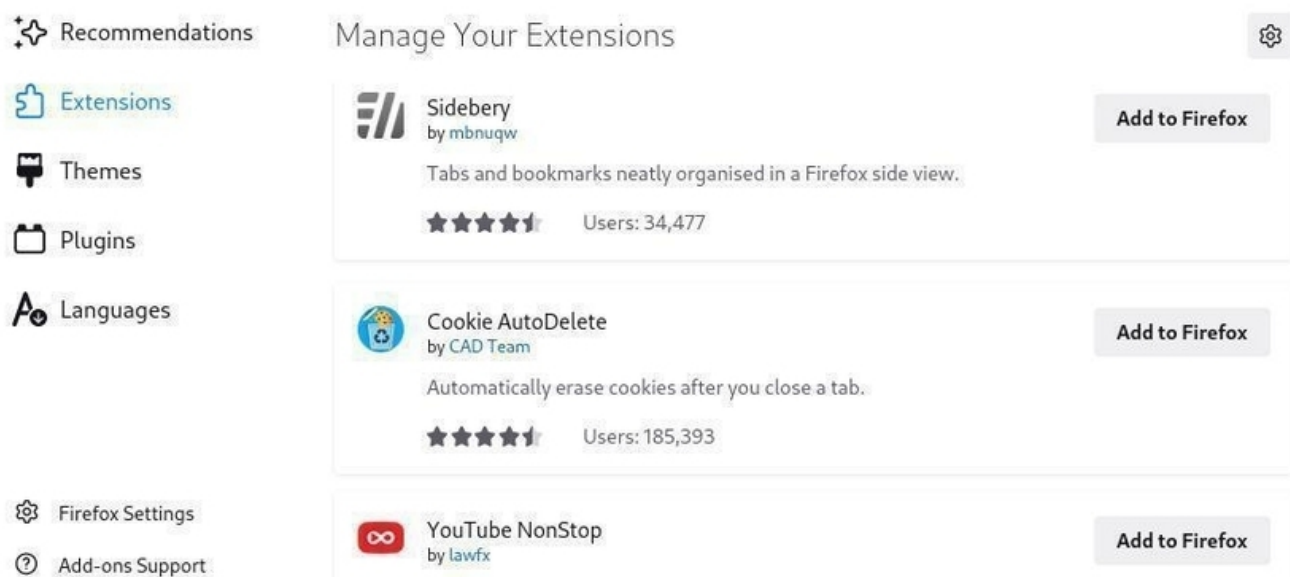 Recommendations
Extensions
Themes
Plugins
Languages
Firefox Settings
Add-ons Support
Manage Your Extensions
Sidebery
by mbnuqw
Add to Firefox
Tabs and bookmarks neatly organised in a Firefox side view.
Users: 34,477
Cookie AutoDelete
by CAD Team
Add to Firefox
Automatically erase cookies after you close a tab.
Users: 185,393
YouTube NonStop
by lawfx
Add to Firefox